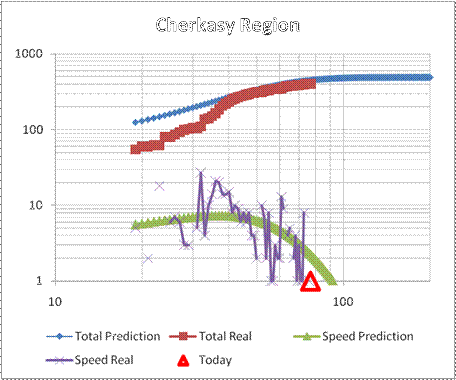 Cherkasy Region
1000
100
10
1
10 100
Total Prediction Total Real Speed Prediction
Speed Real Today